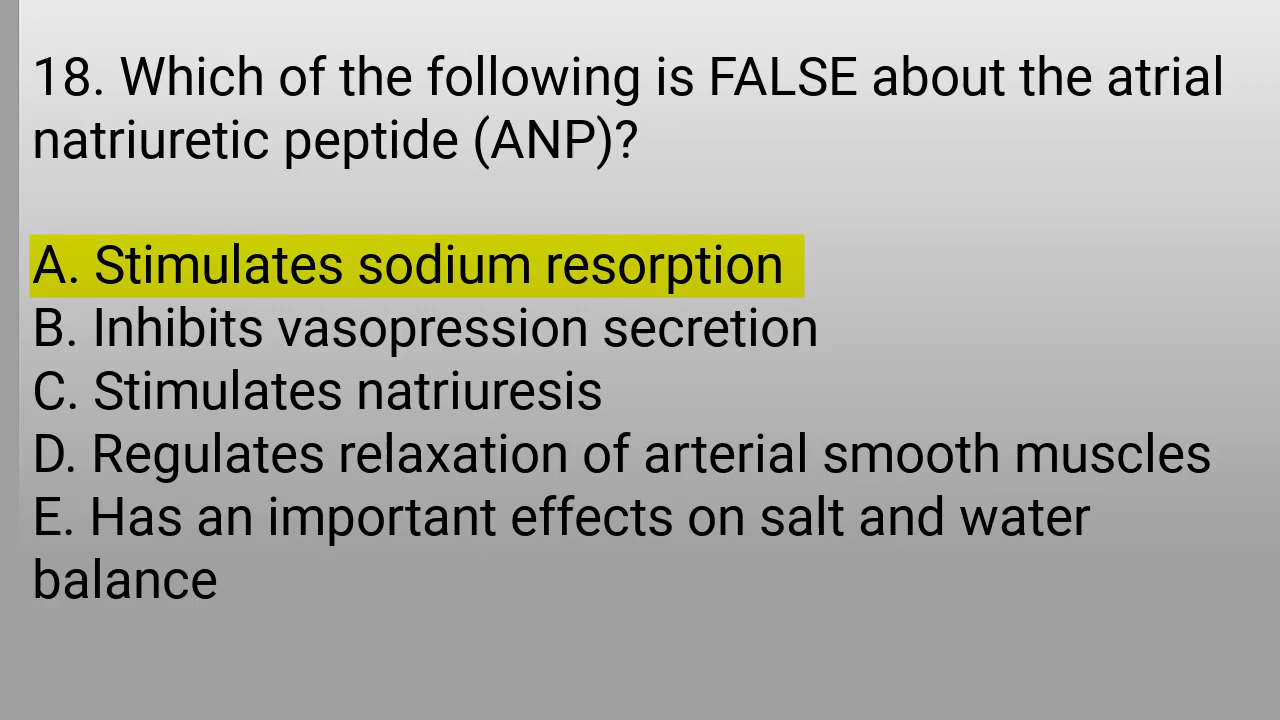 18. Which of the following is FALSE about the atrial
natriuretic peptide (ANP)?
A. Stimulates sodium resorption
B. Inhibits vasopression secretion
C. Stimulates natriuresis
D. Regulates relaxation of arterial smooth muscles
E. Has an important effects on salt and water
balance